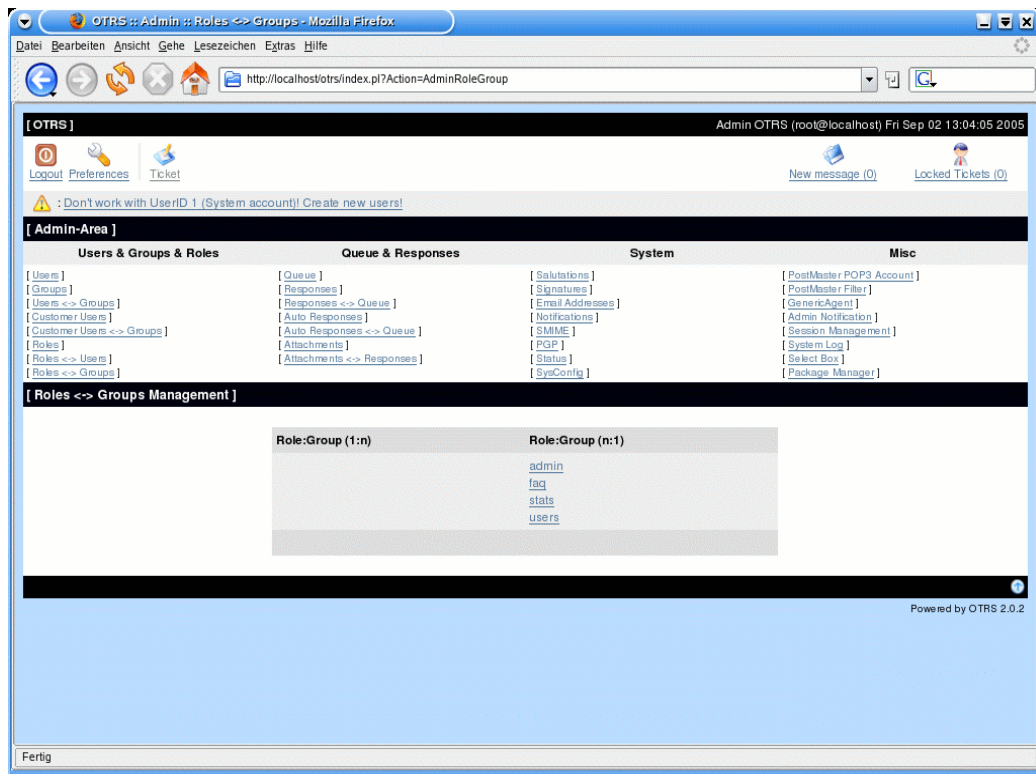 OTRS :: Admin :: Roles <-> Groups - Mozilla Firefox
Datei Bearbeiten Ansicht Gehe Lesezeichen Extras Hilfe
http://localhost/otrs/index.pl?Action=AdminRoleGroup
G
[ OTRS ] Admin OTRS (root@localhost) Fri Sep 02 13:04:05 2005
Logout Preferences Ticket New message (0) Locked Tickets (0)
: Don't work with UserID 1 (System account)! Create new users!
[ Admin-Area ]
Users & Groups & Roles Queue & Responses System Misc
[ Users ] [ Queue ] [ Salutations ] [ PostMaster POP3 Account ]
[ Groups ] [ Responses ] [ Signatures ] [ PostMaster Filter ]
[ Users <-> Groups ] [ Responses <-> Queue ] [ Email Addresses ] [ GenericAgent ]
[ Customer Users ] [ Auto Responses ] [ Notifications ] [ Admin Notification ]
[ Customer Users <-> Groups ] [ Auto Responses <-> Queue ] [ SMIME ] [ Session Management ]
[ Roles ] [ Attachments ] [ PGP ] [ System Log ]
[ Roles <-> Users ] [ Attachments <-> Responses ] [ Status ] [ Select Box ]
[ Roles <-> Groups ] [ SysConfig ] [ Package Manager ]
[ Roles <-> Groups Management ]
Role:Group (1:n) Role:Group (n:1)
admin
faq
stats
users
Powered by OTRS 2.0.2
Fertig